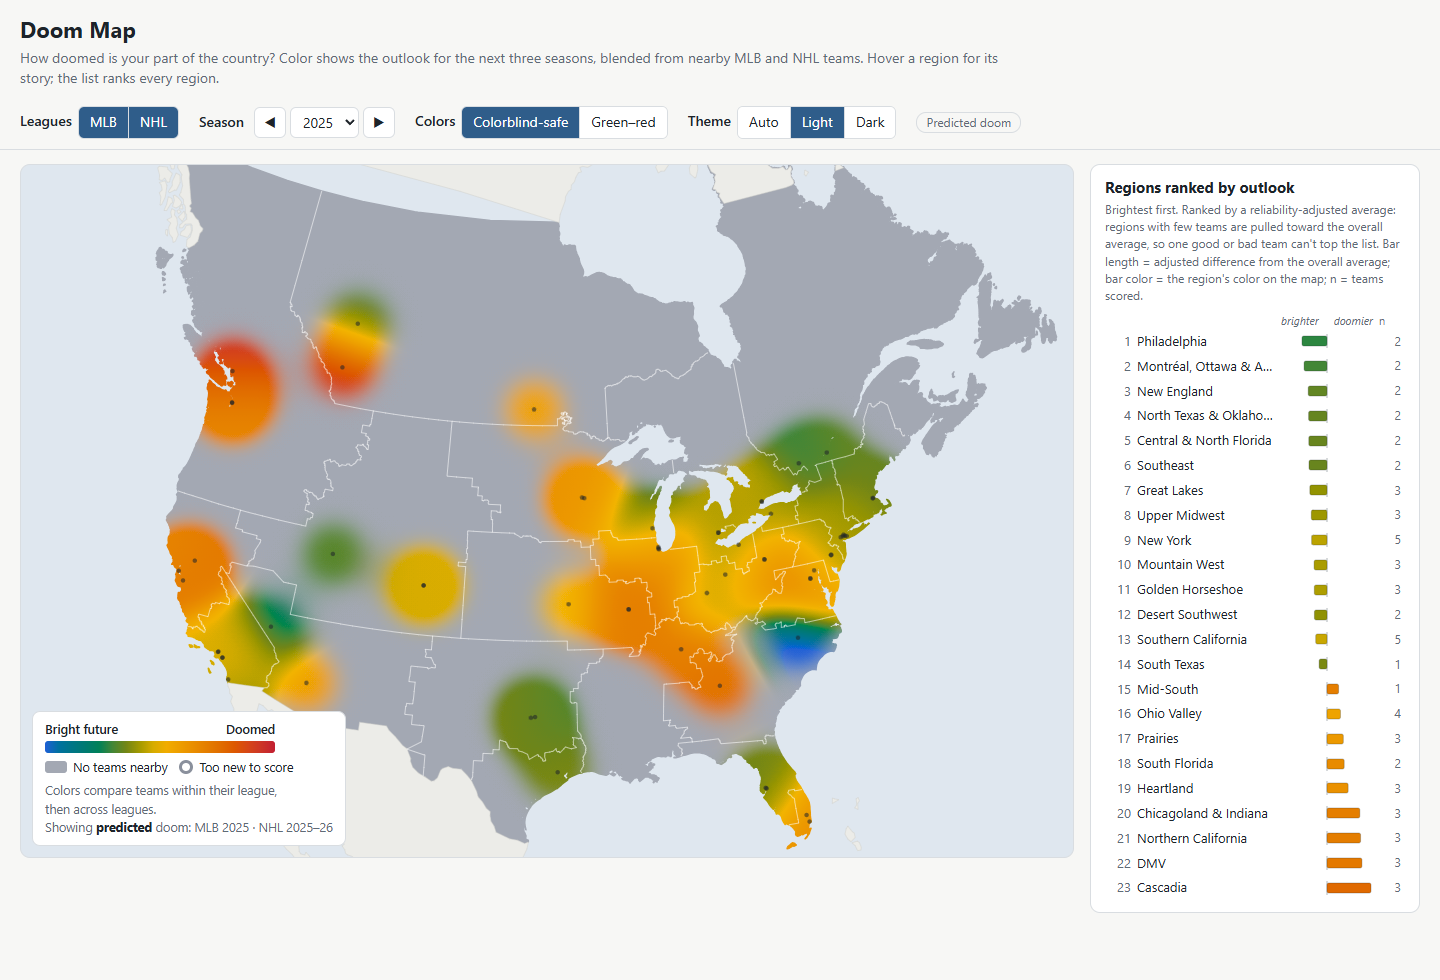 Doom Map
How doomed is your part of the country? Color shows the outlook for the next three seasons, blended from nearby MLB and NHL teams. Hover a region for its
story; the list ranks every region.
Leagues MLB NHL Season ◀ 2025 ▶ Colors Colorblind-safe Green–red Theme Auto Light Dark Predicted doom
Bright future Doomed
No teams nearby Too new to score
Colors compare teams within their league,
then across leagues.
Showing predicted doom: MLB 2025 · NHL 2025–26
Regions ranked by outlook
Brightest first. Ranked by a reliability-adjusted average:
regions with few teams are pulled toward the overall
average, so one good or bad team can't top the list. Bar
length = adjusted difference from the overall average;
bar color = the region's color on the map; n = teams
scored.
brighter doomier n
1 Philadelphia 2
2 Montréal, Ottawa & A... 2
3 New England 2
4 North Texas & Oklaho... 2
5 Central & North Florida 2
6 Southeast 2
7 Great Lakes 3
8 Upper Midwest 3
9 New York 5
10 Mountain West 3
11 Golden Horseshoe 3
12 Desert Southwest 2
13 Southern California 5
14 South Texas 1
15 Mid-South 1
16 Ohio Valley 4
17 Prairies 3
18 South Florida 2
19 Heartland 3
20 Chicagoland & Indiana 3
21 Northern California 3
22 DMV 3
23 Cascadia 3